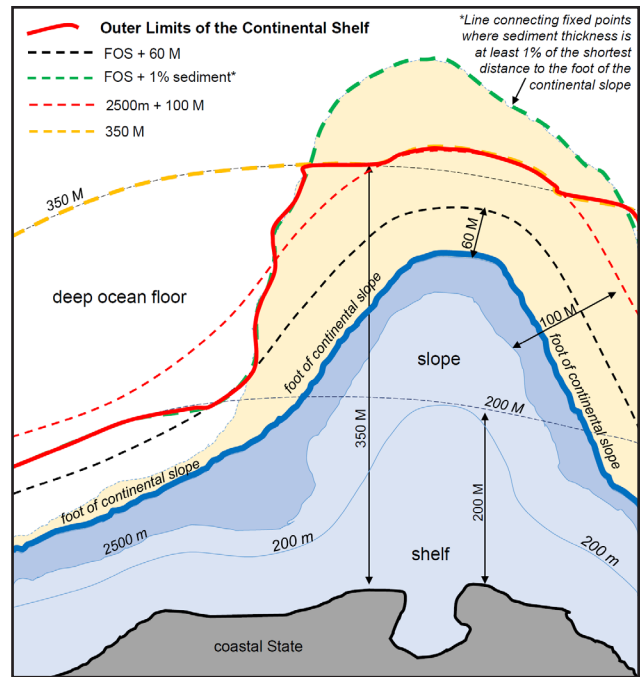 Outer Limits of the Continental Shelf
FOS + 60 M
FOS + 1% sediment*
2500m + 100 M
350 M
*Line connecting fixed points
where sediment thickness is
at least 1% of the shortest
distance to the foot of the
continental slope
350 M
60 M
deep ocean floor
foot of continental slope
100 M
slope
200 M
350 M
foot of continental slope
foot of continental slope
200 M
2500 m
200 m
shelf
200 m
coastal State